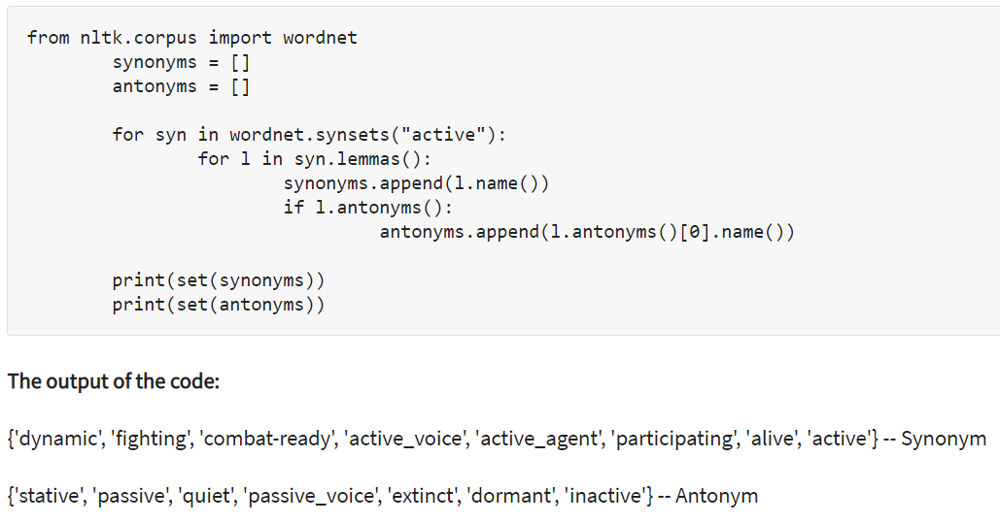 from nltk.corpus import wordnet
        synonyms = []
        antonyms = []

        for syn in wordnet.synsets("active"):
                for l in syn.lemmas():
                        synonyms.append(l.name())
                        if l.antonyms():
                                 antonyms.append(l.antonyms()[0].name())

        print(set(synonyms))
        print(set(antonyms))

The output of the code:

{'dynamic', 'fighting', 'combat-ready', 'active_voice', 'active_agent', 'participating', 'alive', 'active'} -- Synonym

{'stative', 'passive', 'quiet', 'passive_voice', 'extinct', 'dormant', 'inactive'} -- Antonym